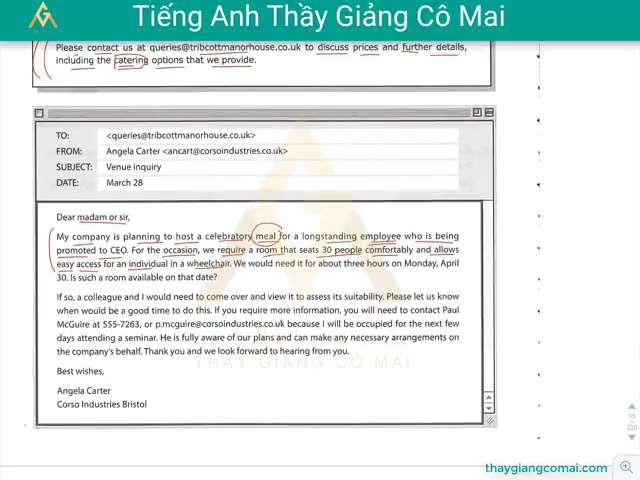 Tiếng Anh Thầy Giảng Cô Mai
Please contact us at queries@tribcottmanorhouse.co.uk to discuss prices and further details,
including the catering options that we provide.
TO: <queries@tribcottmanorhouse.co.uk>
FROM: Angela Carter <ancart@corsoindustries.co.uk>
SUBJECT: Venue inquiry
DATE: March 28
Dear madam or sir,
My company is planning to host a celebratory meal for a longstanding employee who is being
promoted to CEO. For the occasion, we require a room that seats 30 people comfortably and allows
easy access for an individual in a wheelchair. We would need it for about three hours on Monday, April
30. Is such a room available on that date?
If so, a colleague and I would need to come over and view it to assess its suitability. Please let us know
when would be a good time to do this. If you require more information, you will need to contact Paul
McGuire at 555-7263, or p.mcguire@corsoindustries.co.uk because I will be occupied for the next few
days attending a seminar. He is fully aware of our plans and can make any necessary arrangements on
the company's behalf. Thank you and we look forward to hearing from you.
THẦY GIẢNG CÔ MAI
Best wishes,
Angela Carter
Corso Industries Bristol
35
220
thaygiangcomai.com